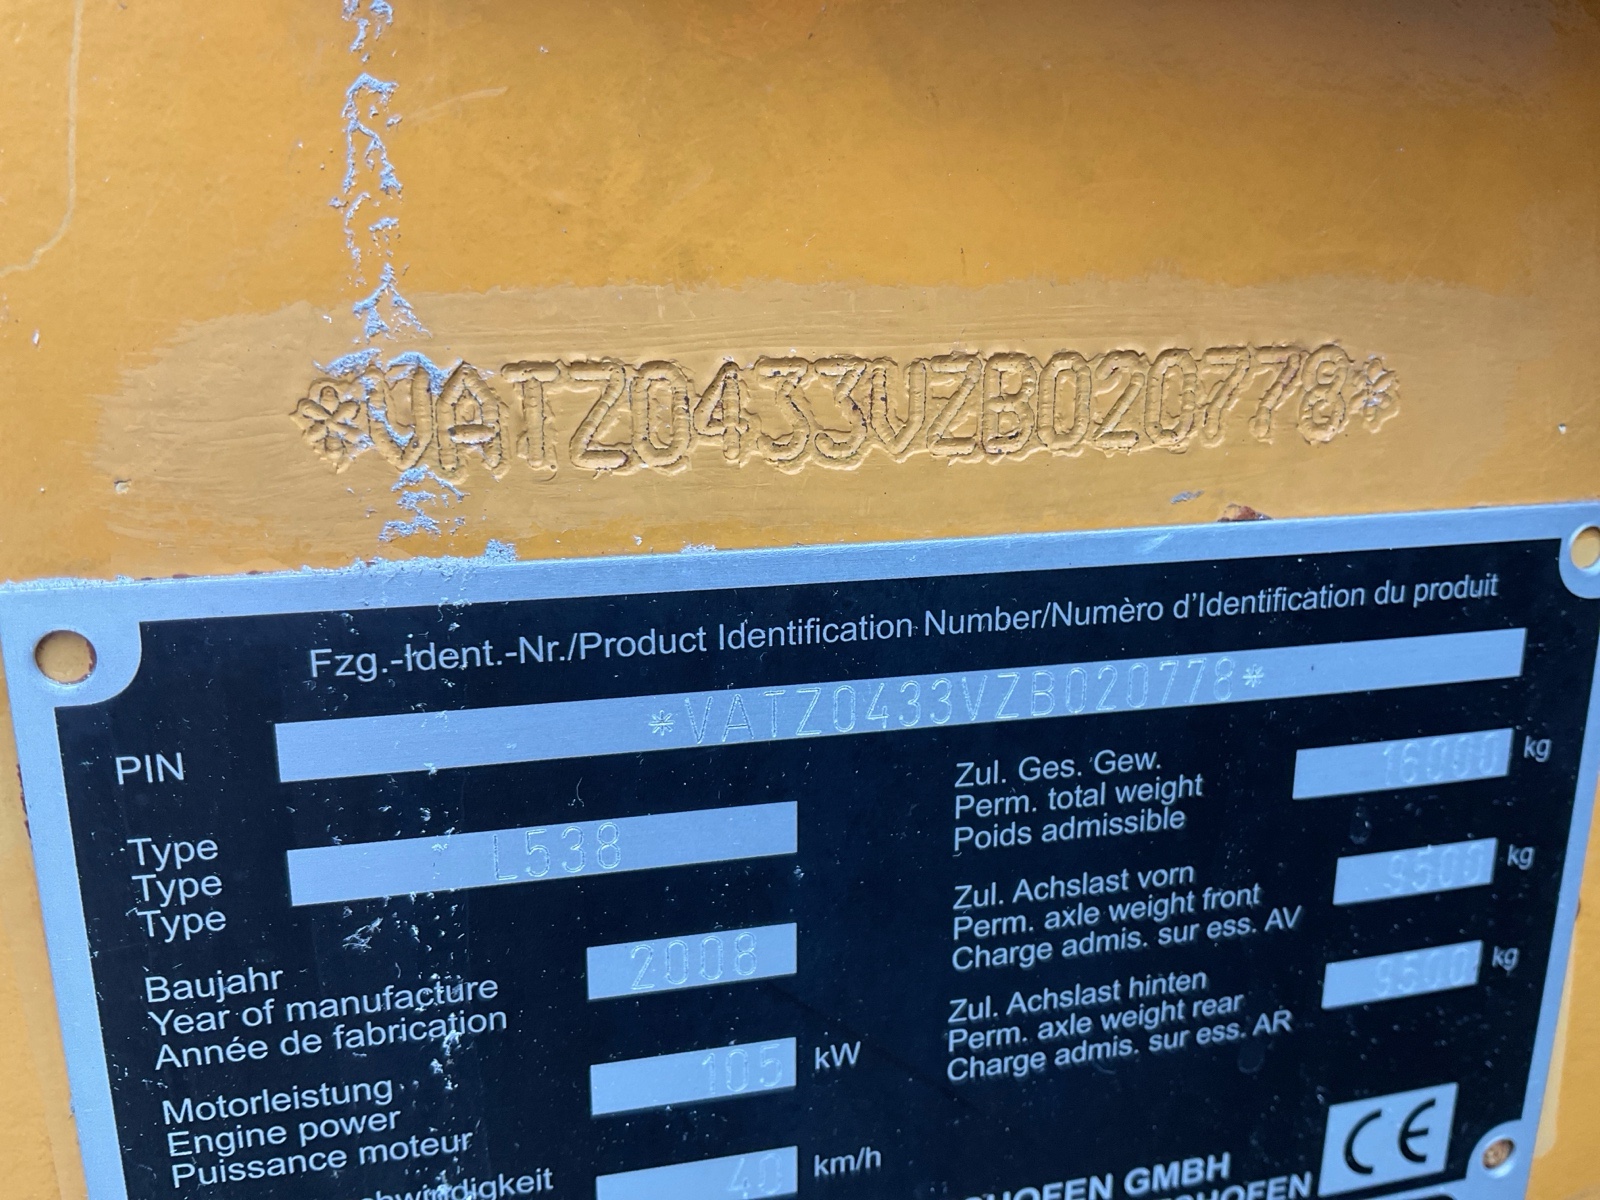 *VATZ0433VZB020778*
Fzg.-Ident.-Nr./Product Identification Number/Numèro d'Identification du produit
PIN *VATZ0433VZB020778*
Type
Type
Type
L538
Baujahr
Year of manufacture
Année de fabrication
2008
Motorleistung
Engine power
Puissance moteur
105 kW
40 km/h
Zul. Ges. Gew.
Perm. total weight
Poids admissible
16000 kg
Zul. Achslast vorn
Perm. axle weight front
Charge admis. sur ess. AV
9500 kg
Zul. Achslast hinten
Perm. axle weight rear
Charge admis. sur ess. AR
9500 kg
GMBH
CE